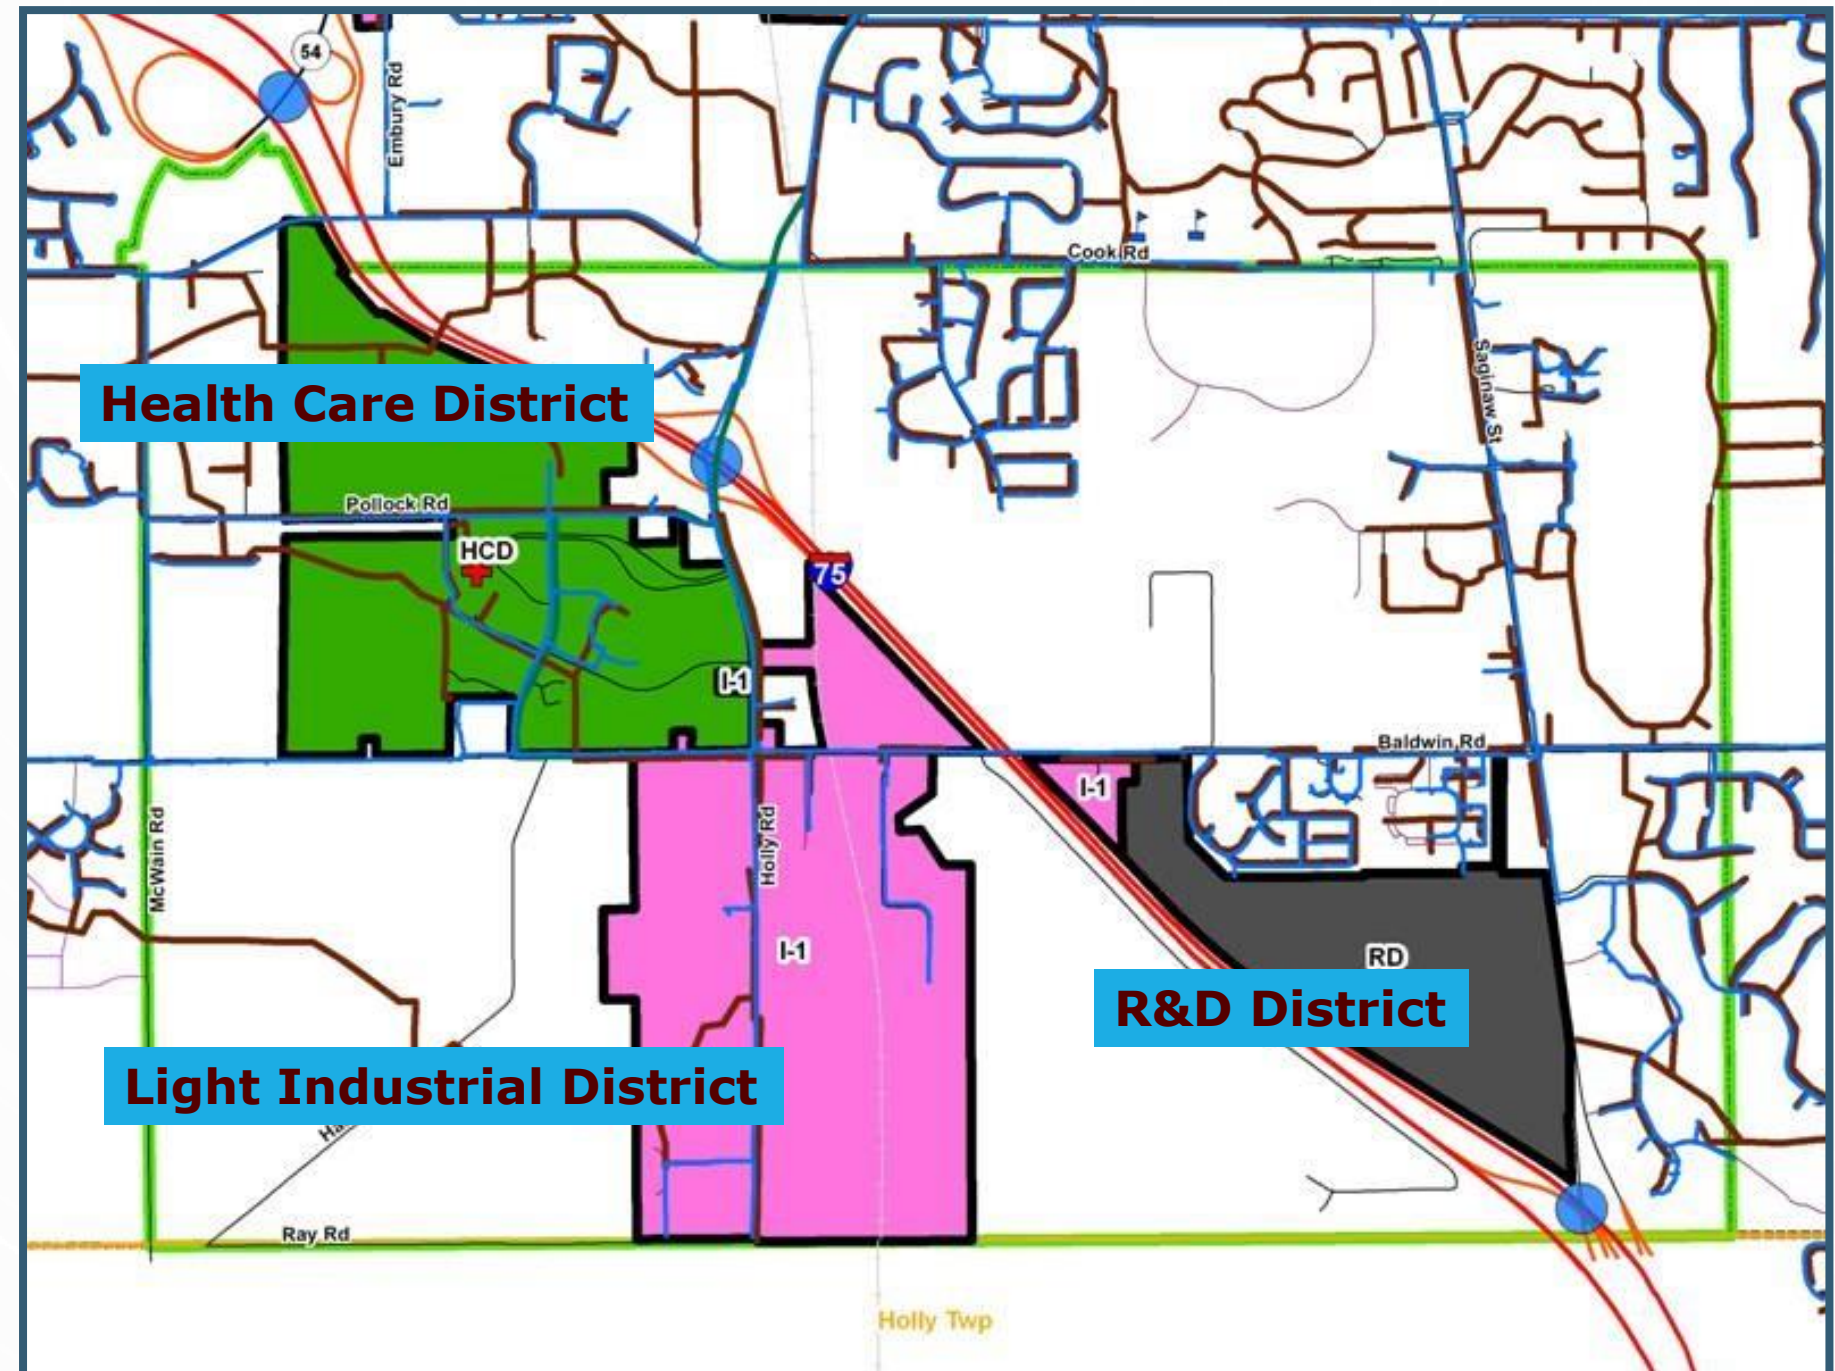 54
Embury Rd
Cook Rd
Saginaw St
Health Care District
Pollock Rd
HCD
75
I-1
Baldwin Rd
I-1
McWain Rd
Holly Rd
I-1
RD
R&D District
Light Industrial District
Ray Rd
Holly Twp